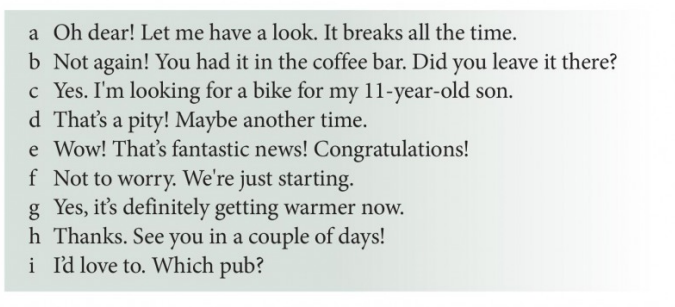 a Oh dear! Let me have a look. It breaks all the time.
b Not again! You had it in the coffee bar. Did you leave it there?
c Yes. I'm looking for a bike for my 11-year-old son.
d That's a pity! Maybe another time.
e Wow! That's fantastic news! Congratulations!
f Not to worry. We're just starting.
g Yes, it's definitely getting warmer now.
h Thanks. See you in a couple of days!
i I'd love to. Which pub?